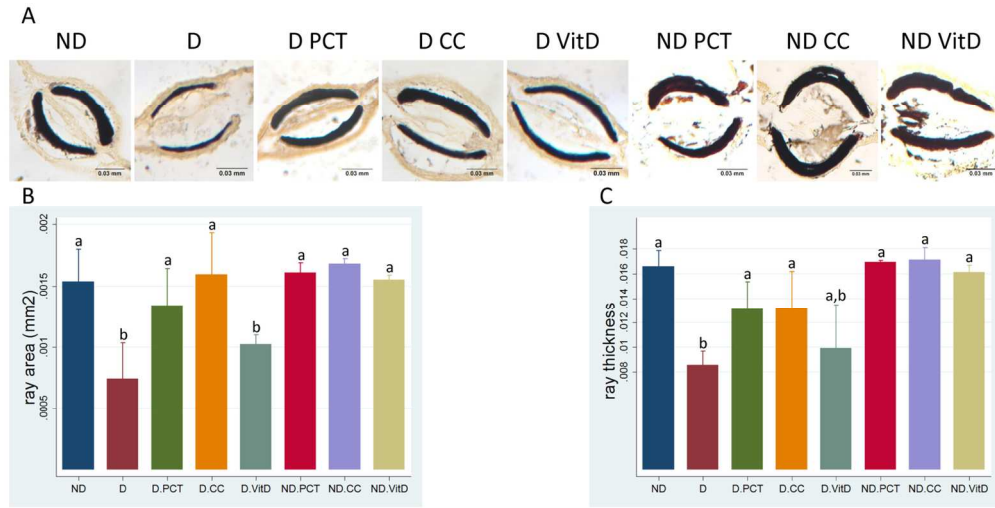 A
ND D D PCT D CC D VitD ND PCT ND CC ND VitD
0.03 mm 0.03 mm 0.03 mm 0.03 mm 0.03 mm 0.03 mm 0.03 mm 0.03 mm
B
ray area (mm2)
.002
.0015
.001
.0005
a b a a b a a a
ND D D.PCT D.CC D.VitD ND.PCT ND.CC ND.VitD
C
ray thickness
.018
.016
.014
.012
.01
.008
a b a a a,b a a a
ND D D.PCT D.CC D.VitD ND.PCT ND.CC ND.VitD